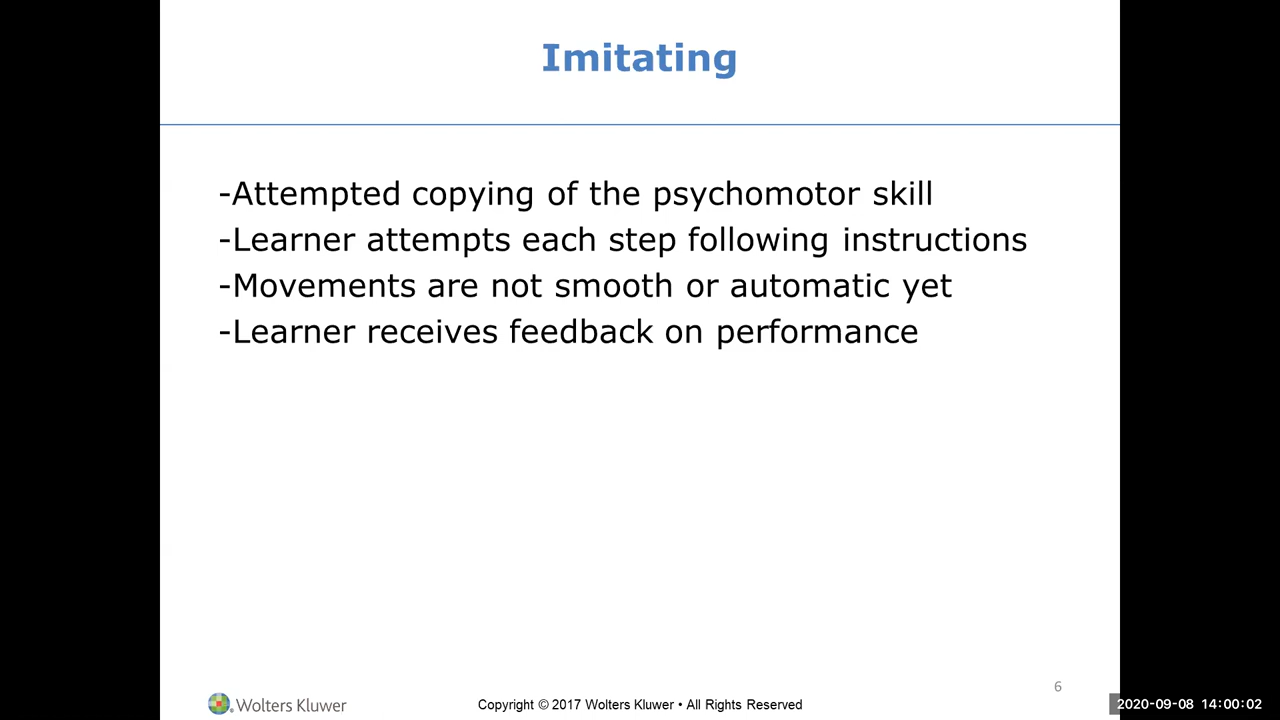 Imitating
-Attempted copying of the psychomotor skill
-Learner attempts each step following instructions
-Movements are not smooth or automatic yet
-Learner receives feedback on performance
6
Wolters Kluwer
Copyright © 2017 Wolters Kluwer • All Rights Reserved
2020-09-08 14:00:02